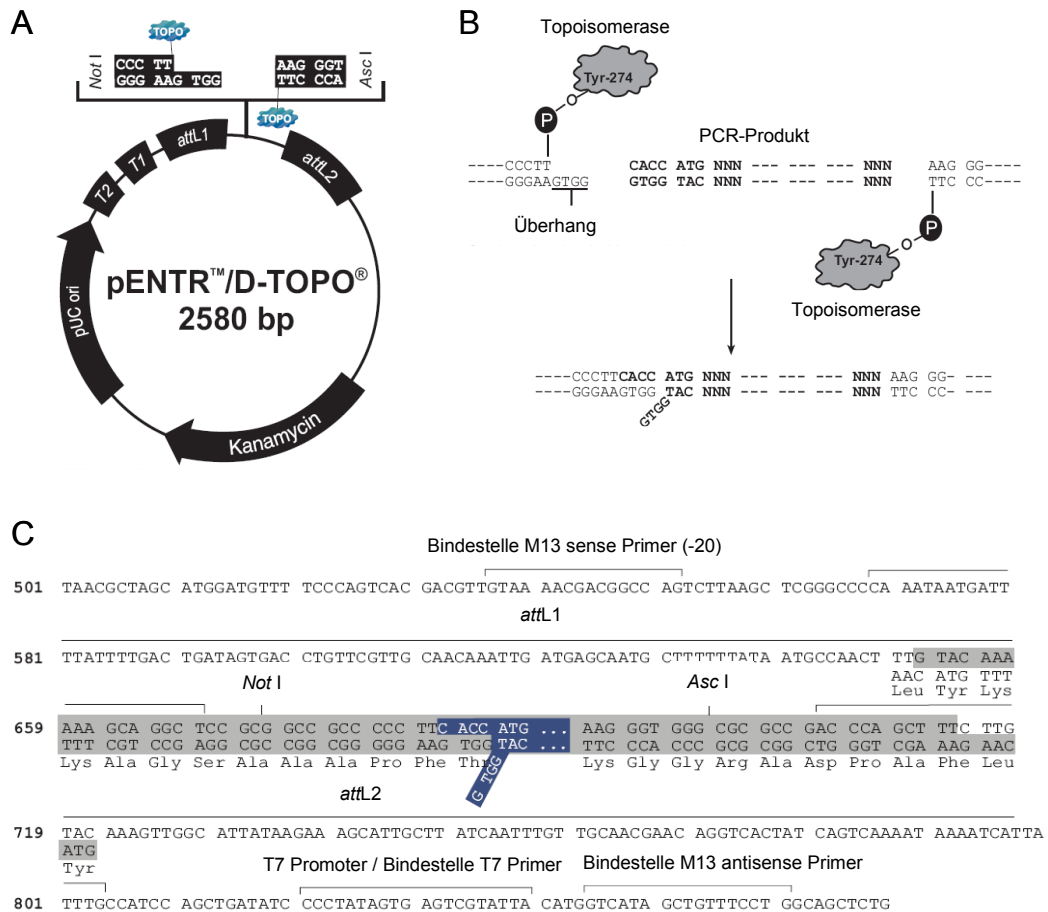 A
TOPO
Not I
CCC TT
GGG AAG TGG
AAG GGT
TTC CCA
Asc I
TOPO
T2
T1
attL1
attL2
pUC ori
pENTR™/D-TOPO®
2580 bp
Kanamycin
B
Topoisomerase
Tyr-274
O
P
PCR-Produkt
----CCCTT CACC ATG NNN --- --- --- NNN AAG GG----
----GGGAAGTGG GTGG TAC NNN --- --- --- NNN TTC CC----
Überhang
P
O
Tyr-274
Topoisomerase
----CCCTTCACC ATG NNN --- --- --- NNN AAG GG----
----GGGAAGTGG TAC NNN --- --- --- NNN TTC CC-----
GTGG
C
Bindestelle M13 sense Primer (-20)
501 TAACGCTAGC ATGGATGTTT TCCCAGTCAC GACGTTGTAA AACGACGGCCAGTCTTAAGC TCGGGCCCCA AATAATGATT
attL1
581 TTATTTTGAC TGATAGTGAC CTGTTCGTTG CAACAAATTG ATGAGCAATG CTTTTTTATA ATGCCAACT TTG TAC AAA
AAC ATG TTT
Leu Tyr Lys
Not I Asc I
659 AAA GCA GGC TCC GCG GCC GCC CCC TTC ACC ATG ... AAG GGT GGG CGC GCC GAC CCA GCT TTC TTG
TTT CGT CCG AGG CGC CGG CGG GGG AAG TGG TAC ... TTC CCA CCC GCG CGG CTG GGT CGA AAG AAC
Lys Ala Gly Ser Ala Ala Ala Pro Phe Thr Lys Gly Gly Arg Ala Asp Pro Ala Phe Leu
G TGG
attL2
719 TAC AAAGTTGGC ATTATAAGAA AGCATTGCTT ATCAATTTGT TGCAACGAAC AGGTCACTAT CAGTCAAAAT AAAATCATTA
ATG
Tyr
T7 Promoter / Bindestelle T7 Primer Bindestelle M13 antisense Primer
801 TTTGCCATCC AGCTGATATC CCCTATAGTG AGTCGTATTA CATGGTCATA GCTGTTTCCT GGCAGCTCTG